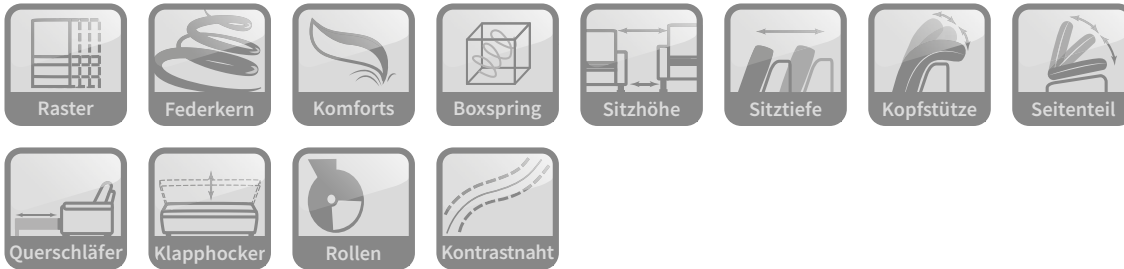 Raster
Federkern
Komforts
Boxspring
Sitzhöhe
Sitztiefe
Kopfstütze
Seitenteil
Querschläfer
Klapphocker
Rollen
Kontrastnaht